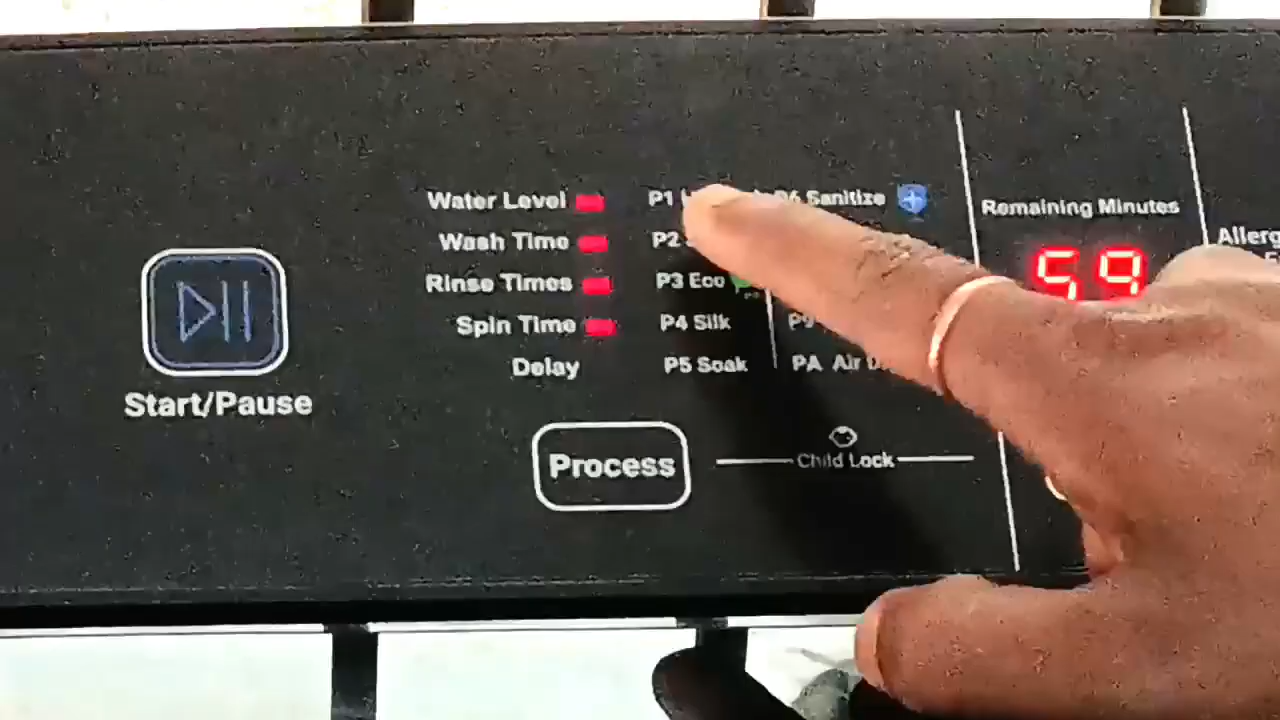 Water Level
Wash Time
Rinse Times
Spin Time
Delay
P1
P2
P3 Eco
P4 Silk
P5 Soak
Sanitize
P9
PA Air
Remaining Minutes
59
Start/Pause
Process
Child Lock